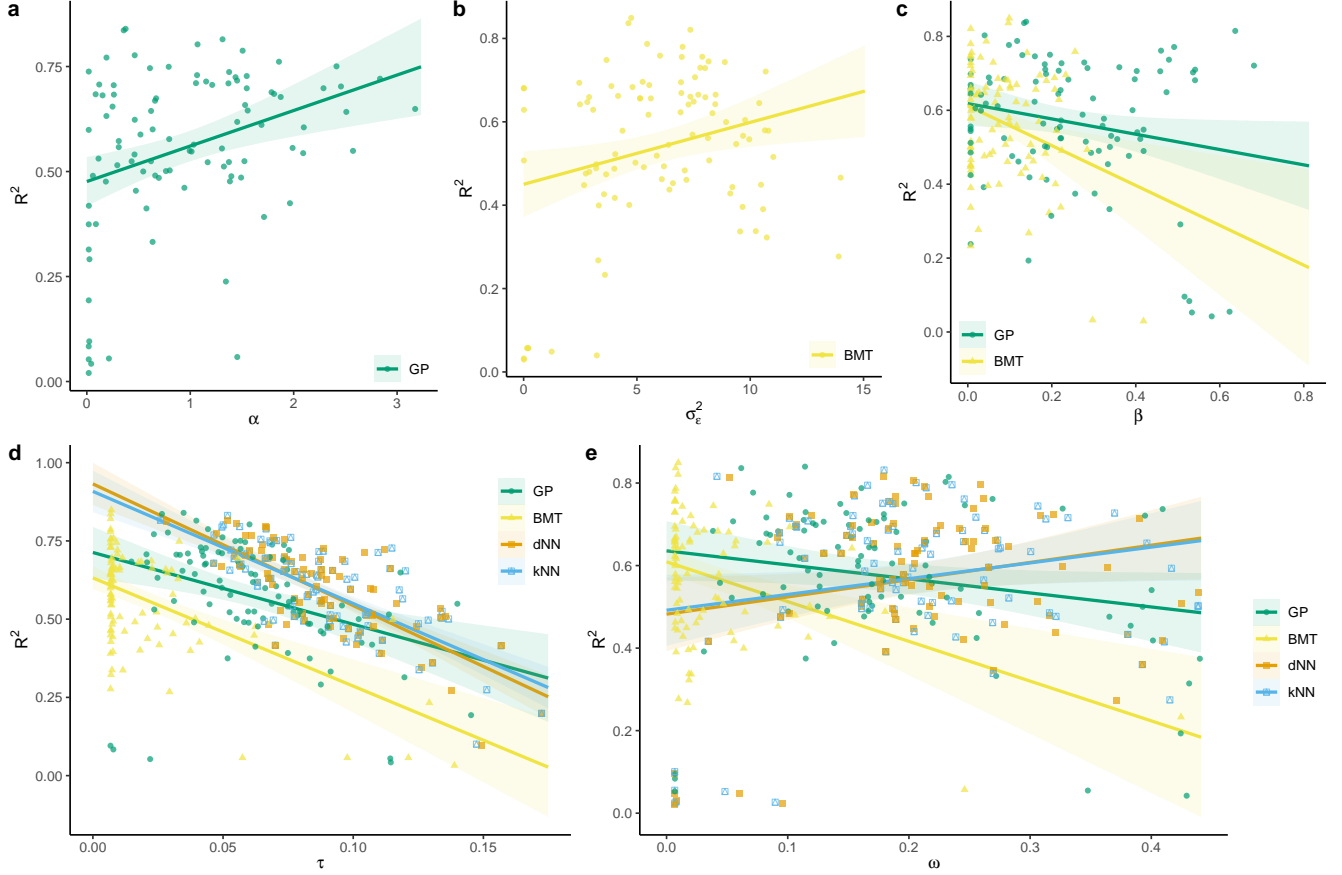 a
R²
0.75
0.50
0.25
0.00
0 1 2 3
α
GP
b
R²
0.8
0.6
0.4
0.2
0.0
0 5 10 15
σ²ε
BMT
c
R²
0.8
0.6
0.4
0.2
0.0
0.0 0.2 0.4 0.6 0.8
β
GP
BMT
d
R²
1.00
0.75
0.50
0.25
0.00
0.00 0.05 0.10 0.15
τ
GP
BMT
dNN
kNN
e
R²
0.8
0.6
0.4
0.2
0.0
0.0 0.1 0.2 0.3 0.4
ω
GP
BMT
dNN
kNN